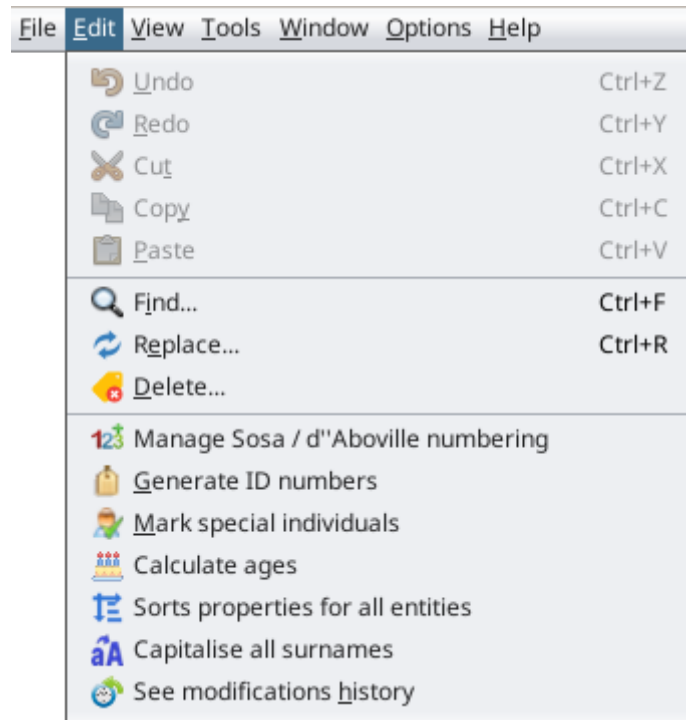 File Edit View Tools Window Options Help
Undo Ctrl+Z
Redo Ctrl+Y
Cut Ctrl+X
Copy Ctrl+C
Paste Ctrl+V
Find... Ctrl+F
Replace... Ctrl+R
Delete...
Manage Sosa / d''Aboville numbering
Generate ID numbers
Mark special individuals
Calculate ages
Sorts properties for all entities
Capitalise all surnames
See modifications history